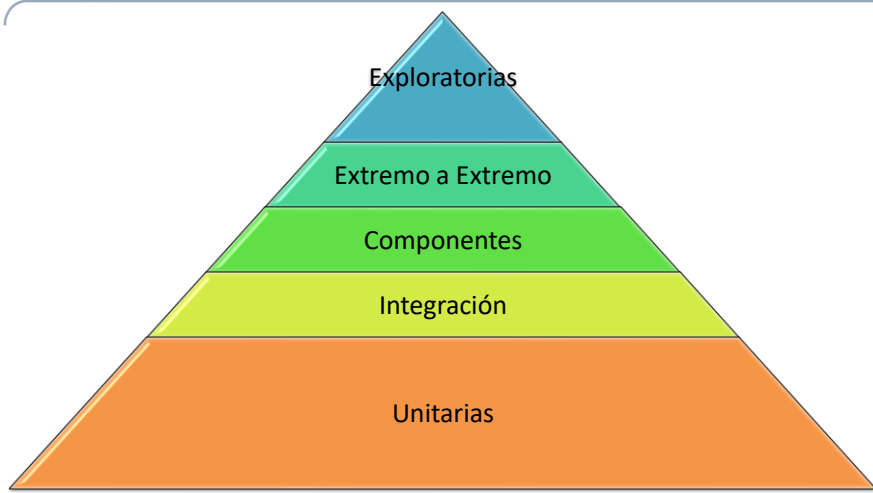 Exploratorias
Extremo a Extremo
Componentes
Integración
Unitarias